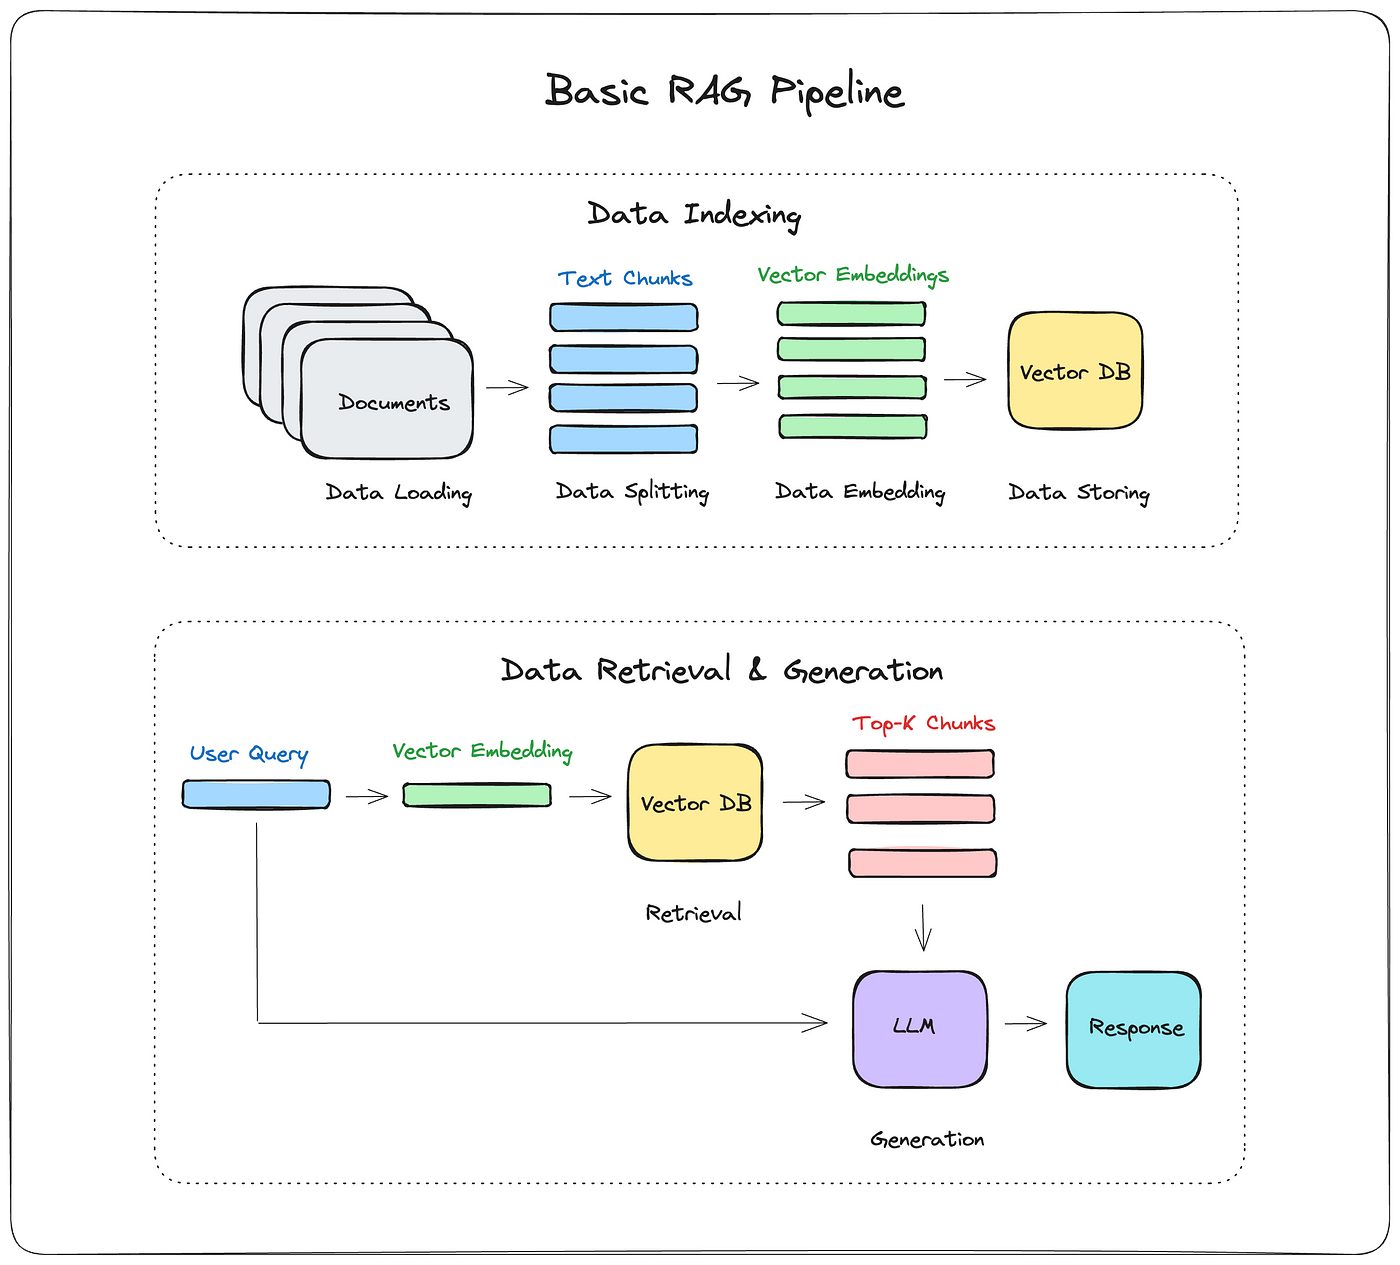 Basic RAG Pipeline
Data Indexing
Text Chunks
Vector Embeddings
Documents
Vector DB
Data Loading
Data Splitting
Data Embedding
Data Storing
Data Retrieval & Generation
User Query
Vector Embedding
Top-K Chunks
Vector DB
Retrieval
LLM
Response
Generation